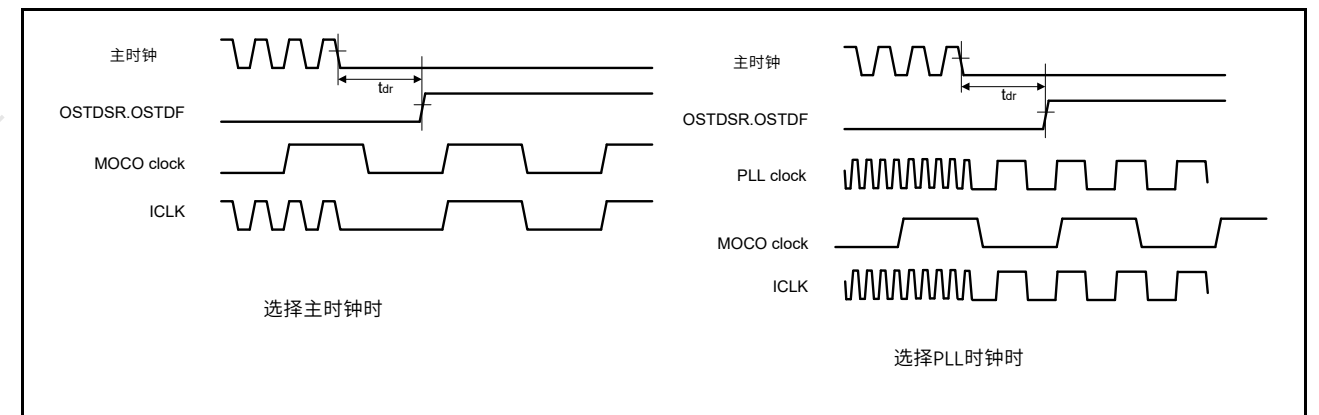 主时钟
tdr
OSTDSR.OSTDF
MOCO clock
ICLK
选择主时钟时
主时钟
tdr
OSTDSR.OSTDF
PLL clock
MOCO clock
ICLK
选择PLL时钟时